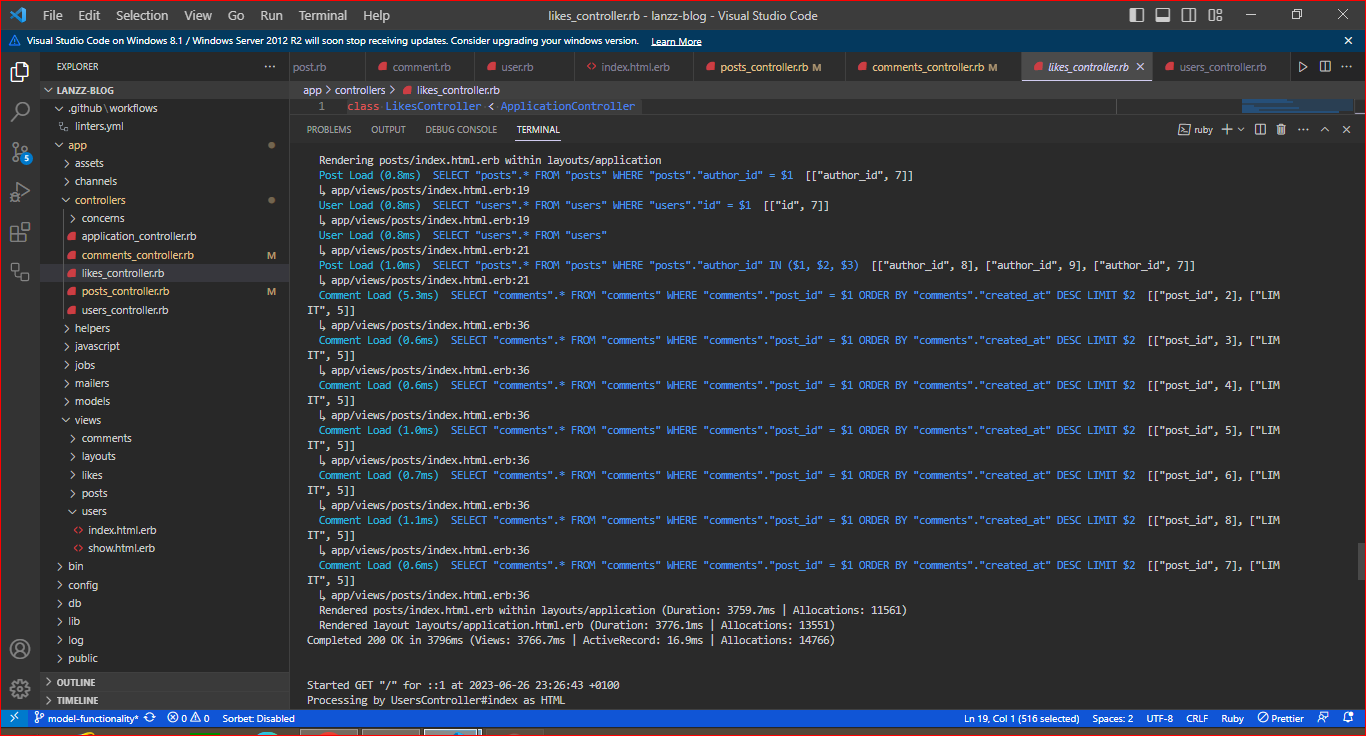 File Edit Selection View Go Run Terminal Help likes_controller.rb - lanzz-blog - Visual Studio Code
Visual Studio Code on Windows 8.1 / Windows Server 2012 R2 will soon stop receiving updates. Consider upgrading your windows version. Learn More
EXPLORER
post.rb comment.rb user.rb index.html.erb posts_controller.rb M comments_controller.rb M likes_controller.rb users_controller.rb
LANZZ-BLOG
.github \ workflows
linters.yml
app
assets
channels
controllers
concerns
application_controller.rb
comments_controller.rb M
likes_controller.rb
posts_controller.rb M
users_controller.rb
helpers
javascript
jobs
mailers
models
views
comments
layouts
likes
posts
users
index.html.erb
show.html.erb
bin
config
db
lib
log
public
OUTLINE
TIMELINE
5
app > controllers > likes_controller.rb
1 class LikesController < ApplicationController
PROBLEMS OUTPUT DEBUG CONSOLE TERMINAL ruby
Rendering posts/index.html.erb within layouts/application
Post Load (0.8ms) SELECT "posts".* FROM "posts" WHERE "posts"."author_id" = $1 [["author_id", 7]]
↳ app/views/posts/index.html.erb:19
User Load (0.8ms) SELECT "users".* FROM "users" WHERE "users"."id" = $1 [["id", 7]]
↳ app/views/posts/index.html.erb:19
User Load (0.8ms) SELECT "users".* FROM "users"
↳ app/views/posts/index.html.erb:21
Post Load (1.0ms) SELECT "posts".* FROM "posts" WHERE "posts"."author_id" IN ($1, $2, $3) [["author_id", 8], ["author_id", 9], ["author_id", 7]]
↳ app/views/posts/index.html.erb:21
Comment Load (5.3ms) SELECT "comments".* FROM "comments" WHERE "comments"."post_id" = $1 ORDER BY "comments"."created_at" DESC LIMIT $2 [["post_id", 2], ["LIM
IT", 5]]
↳ app/views/posts/index.html.erb:36
Comment Load (0.6ms) SELECT "comments".* FROM "comments" WHERE "comments"."post_id" = $1 ORDER BY "comments"."created_at" DESC LIMIT $2 [["post_id", 3], ["LIM
IT", 5]]
↳ app/views/posts/index.html.erb:36
Comment Load (0.6ms) SELECT "comments".* FROM "comments" WHERE "comments"."post_id" = $1 ORDER BY "comments"."created_at" DESC LIMIT $2 [["post_id", 4], ["LIM
IT", 5]]
↳ app/views/posts/index.html.erb:36
Comment Load (1.0ms) SELECT "comments".* FROM "comments" WHERE "comments"."post_id" = $1 ORDER BY "comments"."created_at" DESC LIMIT $2 [["post_id", 5], ["LIM
IT", 5]]
↳ app/views/posts/index.html.erb:36
Comment Load (0.7ms) SELECT "comments".* FROM "comments" WHERE "comments"."post_id" = $1 ORDER BY "comments"."created_at" DESC LIMIT $2 [["post_id", 6], ["LIM
IT", 5]]
↳ app/views/posts/index.html.erb:36
Comment Load (1.1ms) SELECT "comments".* FROM "comments" WHERE "comments"."post_id" = $1 ORDER BY "comments"."created_at" DESC LIMIT $2 [["post_id", 8], ["LIM
IT", 5]]
↳ app/views/posts/index.html.erb:36
Comment Load (0.6ms) SELECT "comments".* FROM "comments" WHERE "comments"."post_id" = $1 ORDER BY "comments"."created_at" DESC LIMIT $2 [["post_id", 7], ["LIM
IT", 5]]
↳ app/views/posts/index.html.erb:36
Rendered posts/index.html.erb within layouts/application (Duration: 3759.7ms | Allocations: 11561)
Rendered layout layouts/application.html.erb (Duration: 3776.1ms | Allocations: 13551)
Completed 200 OK in 3796ms (Views: 3766.7ms | ActiveRecord: 16.9ms | Allocations: 14766)
Started GET "/" for ::1 at 2023-06-26 23:26:43 +0100
Processing by UsersController#index as HTML
model-functionality* 0 0 Sorbet: Disabled Ln 19, Col 1 (516 selected) Spaces: 2 UTF-8 CRLF Ruby Prettier